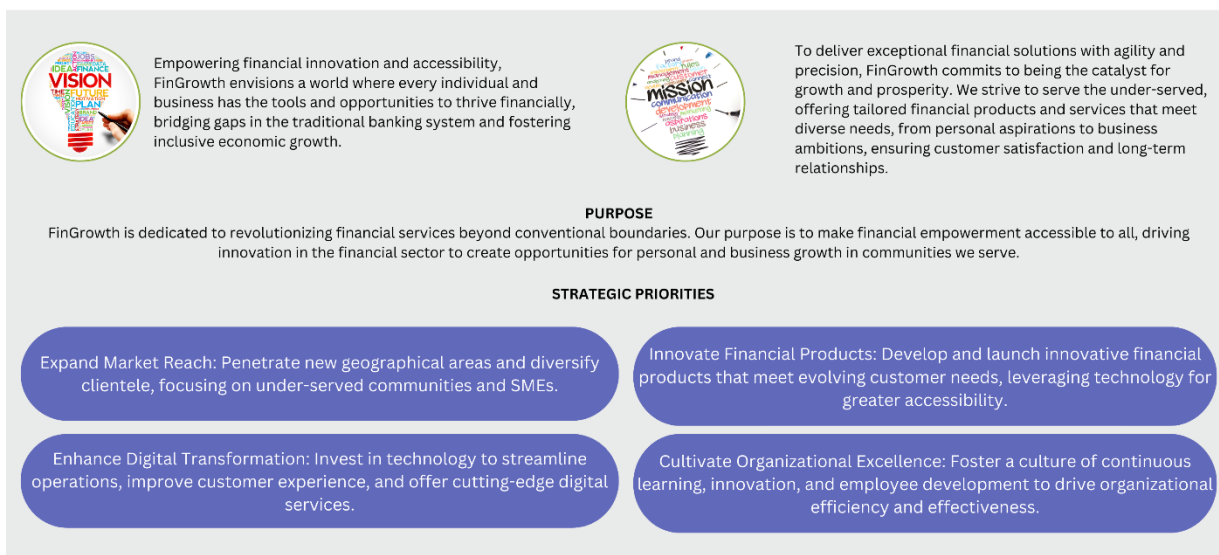 IDEA FINANCE
VISION
FUTURE
PLAN
Empowering financial innovation and accessibility,
FinGrowth envisions a world where every individual and
business has the tools and opportunities to thrive financially,
bridging gaps in the traditional banking system and fostering
inclusive economic growth.
rules
management
customer
mission
communication
development
aspirations
business
planning
To deliver exceptional financial solutions with agility and
precision, FinGrowth commits to being the catalyst for
growth and prosperity. We strive to serve the under-served,
offering tailored financial products and services that meet
diverse needs, from personal aspirations to business
ambitions, ensuring customer satisfaction and long-term
relationships.
PURPOSE
FinGrowth is dedicated to revolutionizing financial services beyond conventional boundaries. Our purpose is to make financial empowerment accessible to all, driving
innovation in the financial sector to create opportunities for personal and business growth in communities we serve.
STRATEGIC PRIORITIES
Expand Market Reach: Penetrate new geographical areas and diversify
clientele, focusing on under-served communities and SMEs.
Innovate Financial Products: Develop and launch innovative financial
products that meet evolving customer needs, leveraging technology for
greater accessibility.
Enhance Digital Transformation: Invest in technology to streamline
operations, improve customer experience, and offer cutting-edge digital
services.
Cultivate Organizational Excellence: Foster a culture of continuous
learning, innovation, and employee development to drive organizational
efficiency and effectiveness.